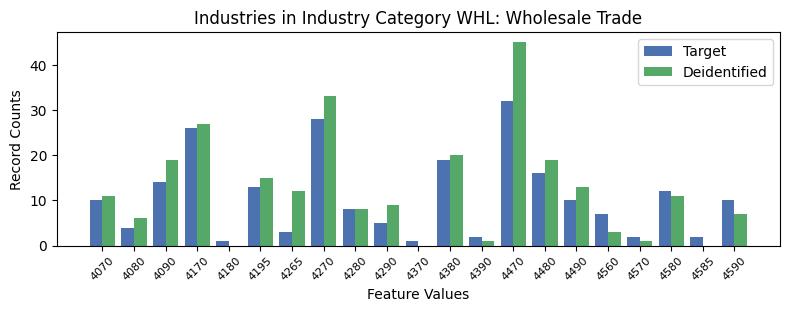 Industries in Industry Category WHL: Wholesale Trade
Target
Deidentified
Record Counts
40
30
20
10
0
4070 4080 4090 4170 4180 4195 4265 4270 4280 4290 4370 4380 4390 4470 4480 4490 4560 4570 4580 4585 4590
Feature Values